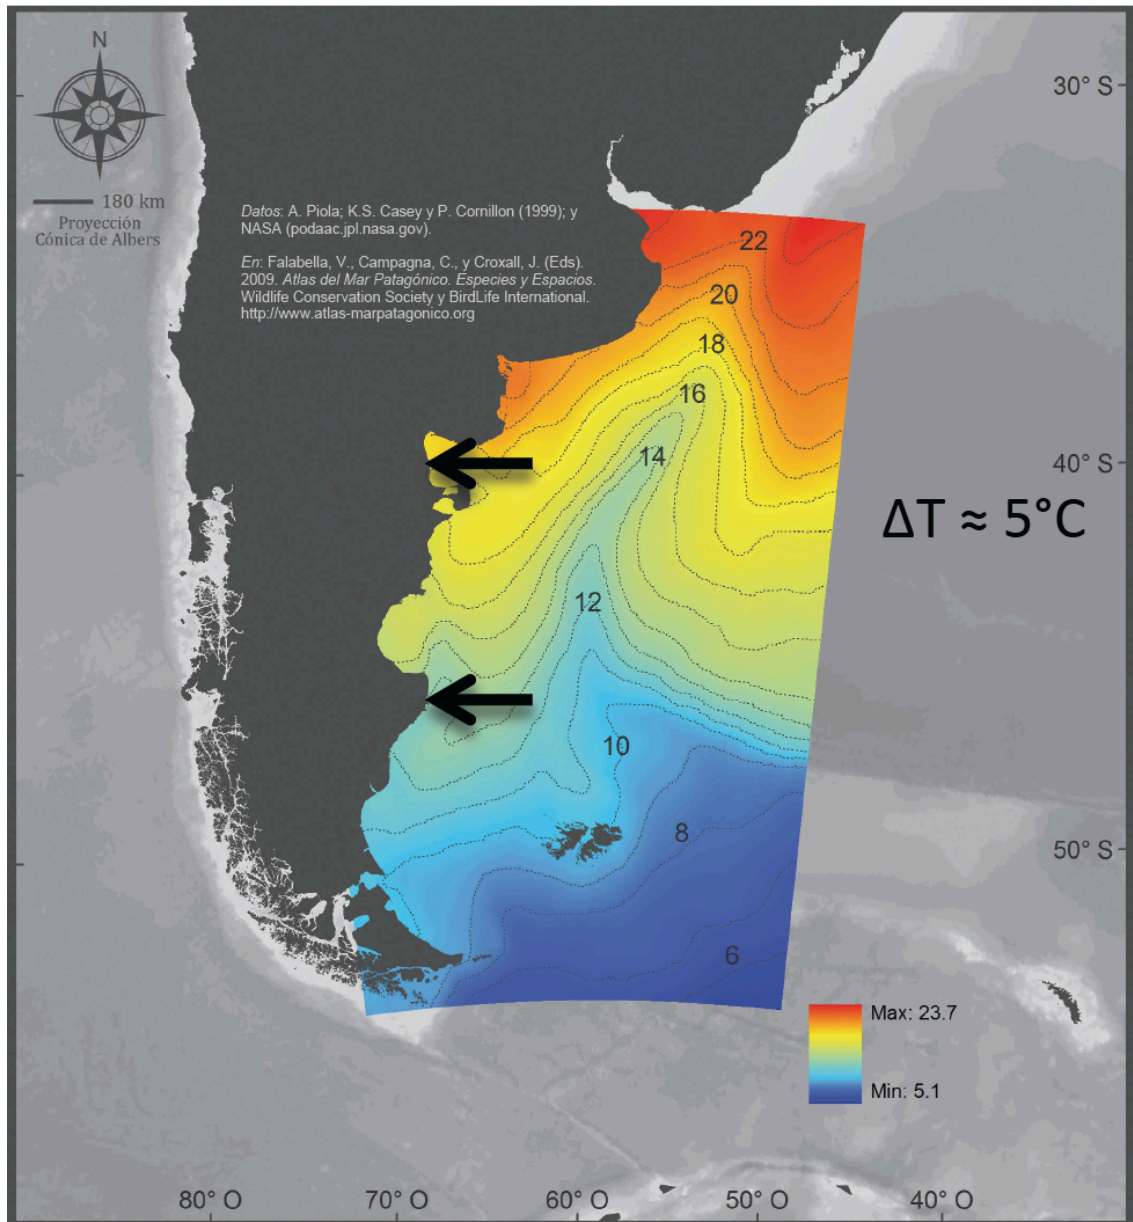 N
180 km
Proyección
Cónica de Albers
Datos: A. Piola; K.S. Casey y P. Cornillon (1999); y
NASA (podaac.jpl.nasa.gov).
En: Falabella, V., Campagna, C., y Croxall, J. (Eds).
2009. Atlas del Mar Patagónico. Especies y Espacios.
Wildlife Conservation Society y BirdLife International.
http://www.atlas-marpatagonico.org
30° S
22
20
18
16
14
40° S
ΔT ≈ 5°C
12
10
8
50° S
6
Max: 23.7
Min: 5.1
80° O
70° O
60° O
50° O
40° O